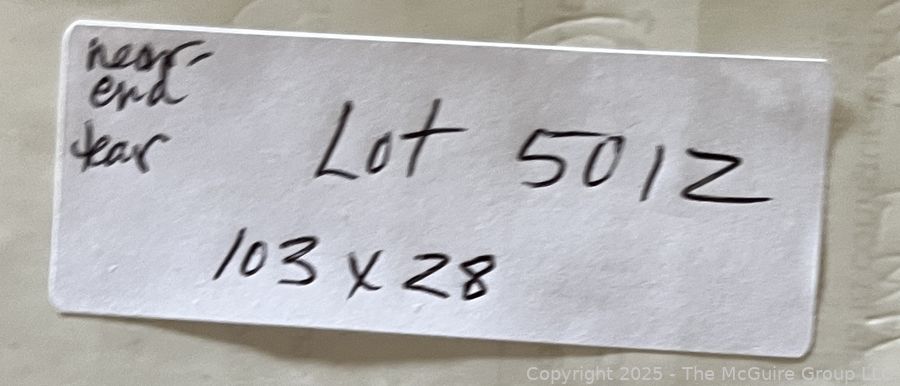 near-
end
tear
Lot 5012
103 x 28
Copyright 2025 - The McGuire Group LLC